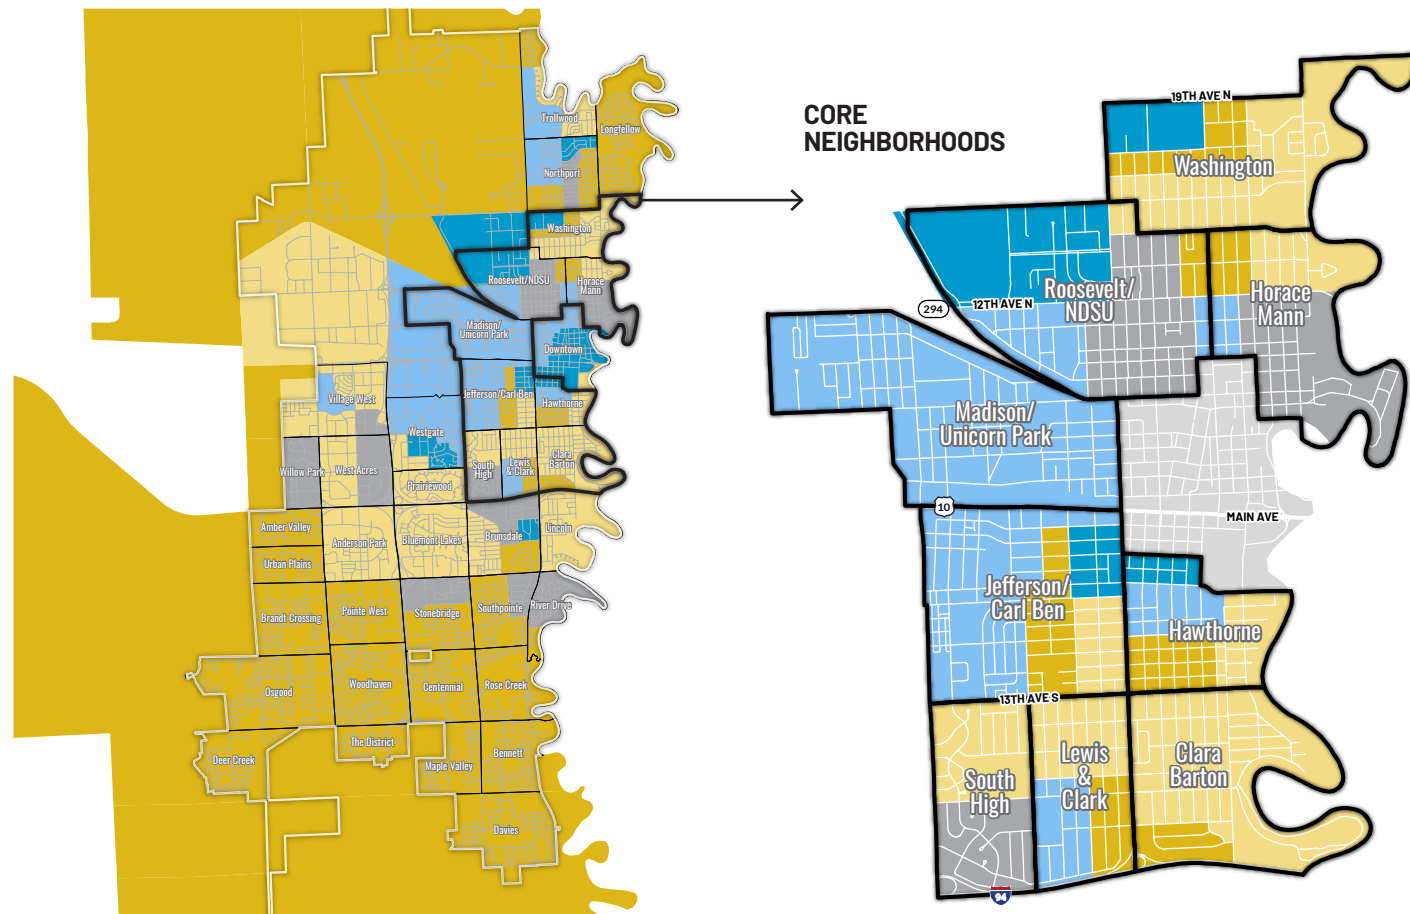 Trollwood
Longfellow
Northport
Washington
Roosevelt/NDSU
Horace
Mann
Madison/
Unicorn Park
Downtown
Village West
Jefferson/Carl Ben
Hawthorne
Westgate
Willow Park
West Acres
South
High
Lewis
& Clark
Clara
Barton
Prairiewood
Amber Valley
Anderson Park
Bluemont Lakes
Brunsdale
Lincoln
Urban Plains
Brandt Crossing
Pointe West
Stonebridge
Southpointe
River Drive
Osgood
Woodhaven
Centennial
Rose Creek
The District
Deer Creek
Maple Valley
Bennett
Davies
CORE
NEIGHBORHOODS
19TH AVE N
Washington
Roosevelt/
NDSU
12TH AVE N
294
Horace
Mann
Madison/
Unicorn Park
10
MAIN AVE
Jefferson/
Carl Ben
Hawthorne
13TH AVE S
South
High
Lewis
&
Clark
Clara
Barton
94